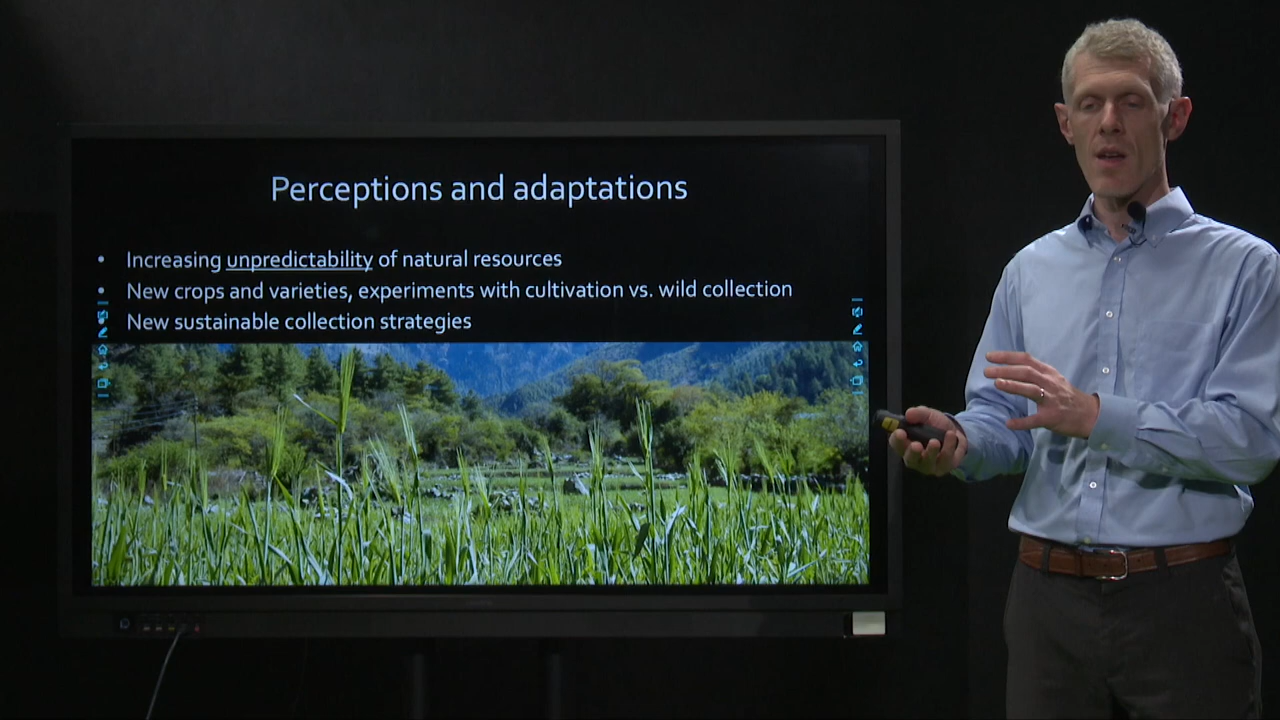 Perceptions and adaptations
• Increasing unpredictability of natural resources
• New crops and varieties, experiments with cultivation vs. wild collection
• New sustainable collection strategies